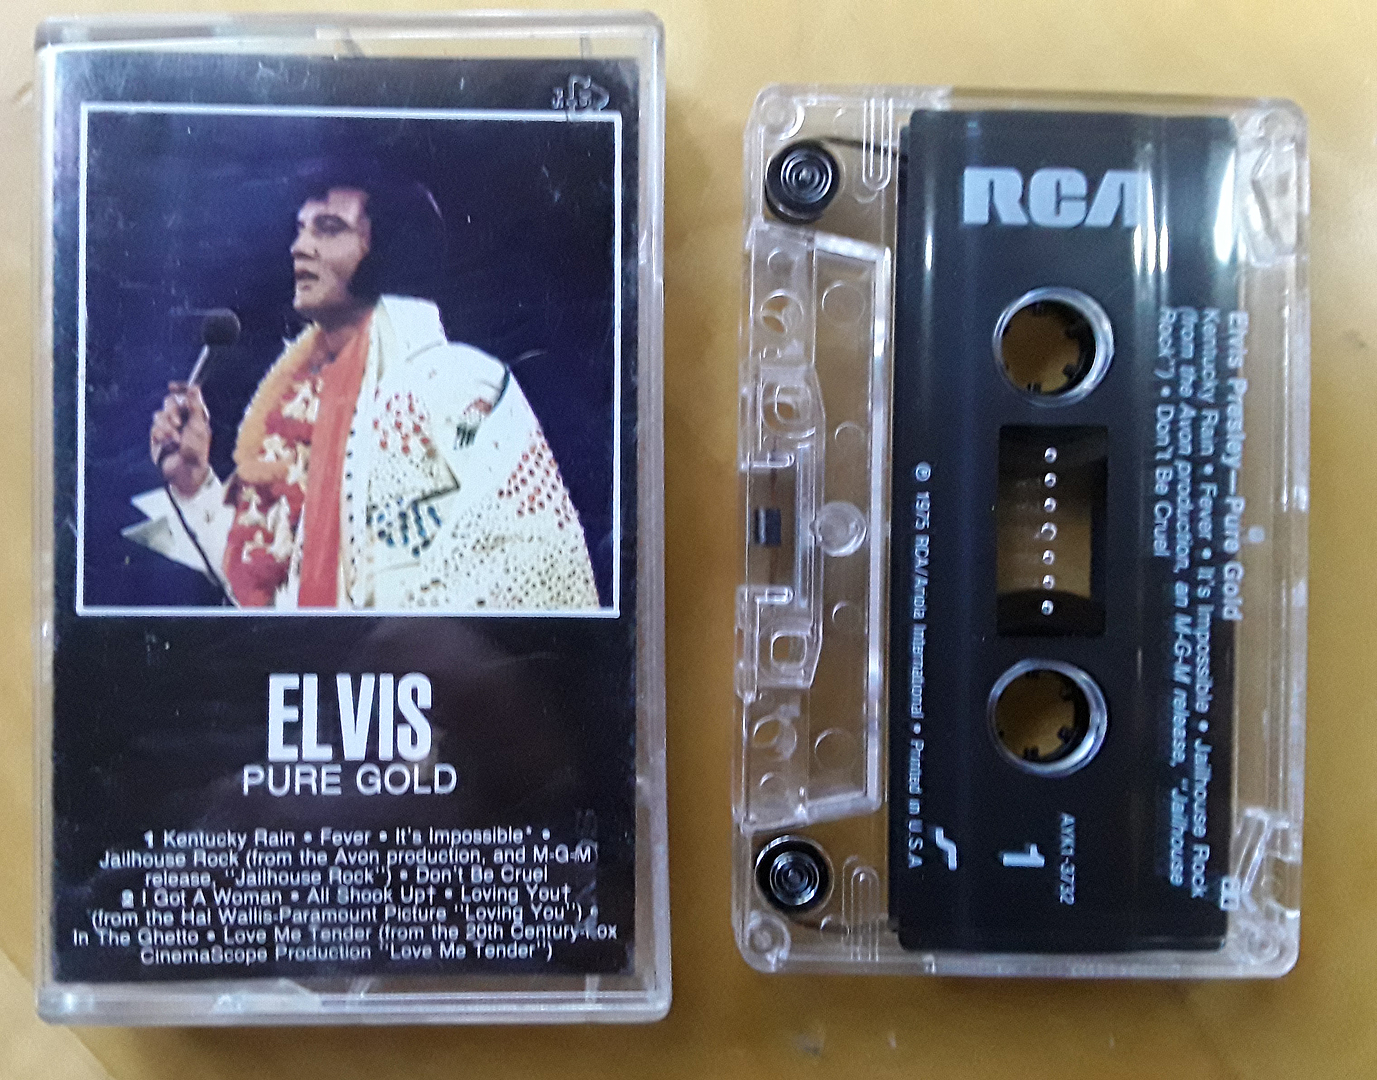 ELVIS
PURE GOLD
1 Kentucky Rain • Fever • It's Impossible* •
Jailhouse Rock (from the Avon production, and M-G-M
release, "Jailhouse Rock") • Don't Be Cruel
2 I Got A Woman • All Shook Up† • Loving You†
(from the Hal Wallis-Paramount Picture "Loving You") •
In The Ghetto • Love Me Tender (from the 20th Century-Fox
CinemaScope Production "Love Me Tender")
RCA
Elvis Presley—Pure Gold
Kentucky Rain • Fever • It's Impossible • Jailhouse Rock
(from the Avon production, an M-G-M release, "Jailhouse
Rock") • Don't Be Cruel
AYK1-3732
1
℗ 1975 RCA/Ariola International • Printed in U.S.A